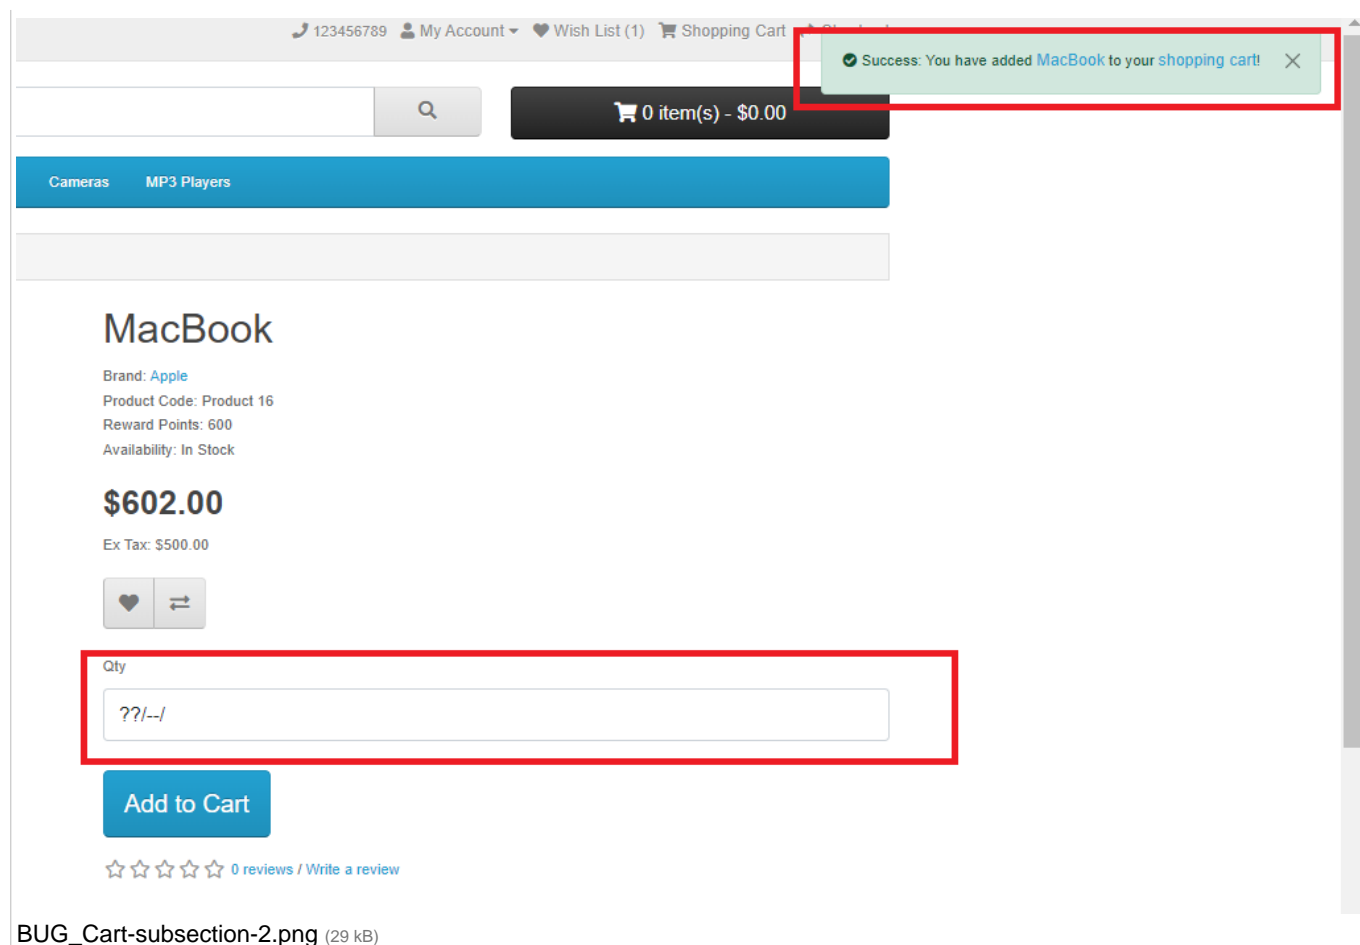 123456789 My Account Wish List (1) Shopping Cart
Success: You have added MacBook to your shopping cart!
0 item(s) - $0.00
Cameras MP3 Players
MacBook
Brand: Apple
Product Code: Product 16
Reward Points: 600
Availability: In Stock
$602.00
Ex Tax: $500.00
Qty
??/--/
Add to Cart
0 reviews / Write a review
BUG_Cart-subsection-2.png (29 kB)